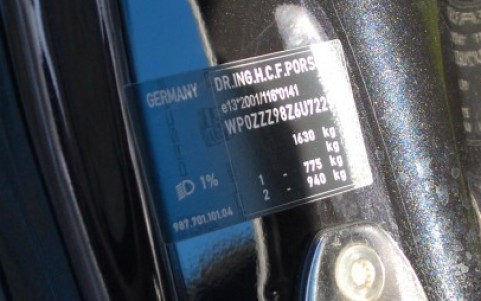 GERMANY DR.ING.H.C.F.PORS
e13*2001/116*0141
WP0ZZZ98Z6U722
1630 kg
kg
1 - 775 kg
1% 2 - 940 kg
987.701.101.04